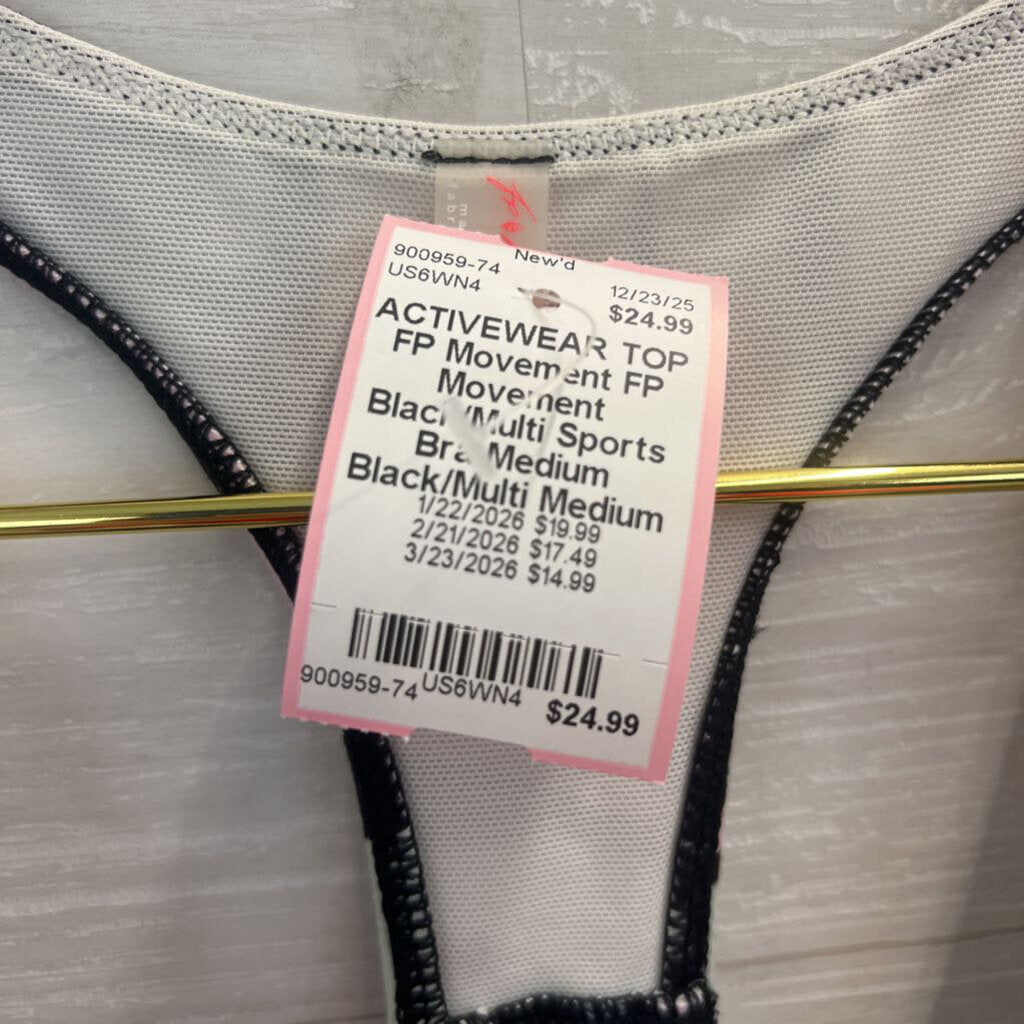 New'd
900959-74
US6WN4
12/23/25
$24.99
ACTIVEWEAR TOP
FP Movement FP
Movement
Black/Multi Sports
Bra Medium
Black/Multi Medium
1/22/2026 $19.99
2/21/2026 $17.49
3/23/2026 $14.99
900959-74 US6WN4 $24.99